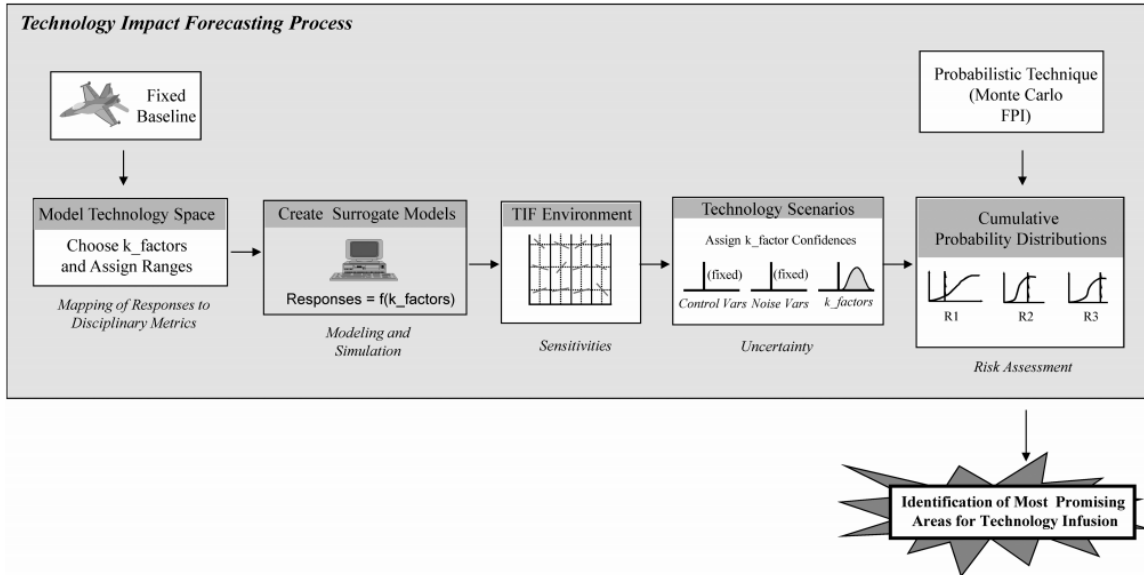 Technology Impact Forecasting Process
Fixed
Baseline
Probabilistic Technique
(Monte Carlo
FPI)
Model Technology Space
Choose k_factors
and Assign Ranges
Mapping of Responses to
Disciplinary Metrics
Create Surrogate Models
Responses = f(k_factors)
Modeling and
Simulation
TIF Environment
Sensitivities
Technology Scenarios
Assign k_factor Confidences
(fixed)
(fixed)
Control Vars
Noise Vars
k_factors
Uncertainty
Cumulative
Probability Distributions
R1
R2
R3
Risk Assessment
Identification of Most Promising
Areas for Technology Infusion